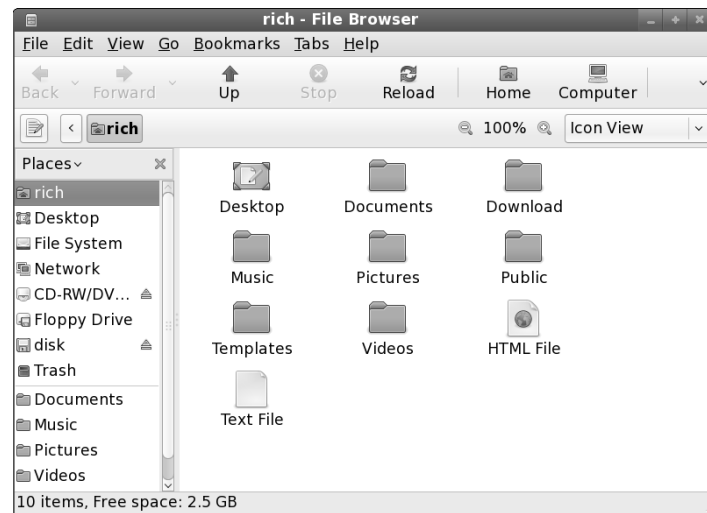 rich - File Browser
File Edit View Go Bookmarks Tabs Help
Back Forward Up Stop Reload Home Computer
rich 100% Icon View
Places
rich
Desktop
File System
Network
CD-RW/DV...
Floppy Drive
disk
Trash
Documents
Music
Pictures
Videos
Desktop Documents Download
Music Pictures Public
Templates Videos HTML File
Text File
10 items, Free space: 2.5 GB